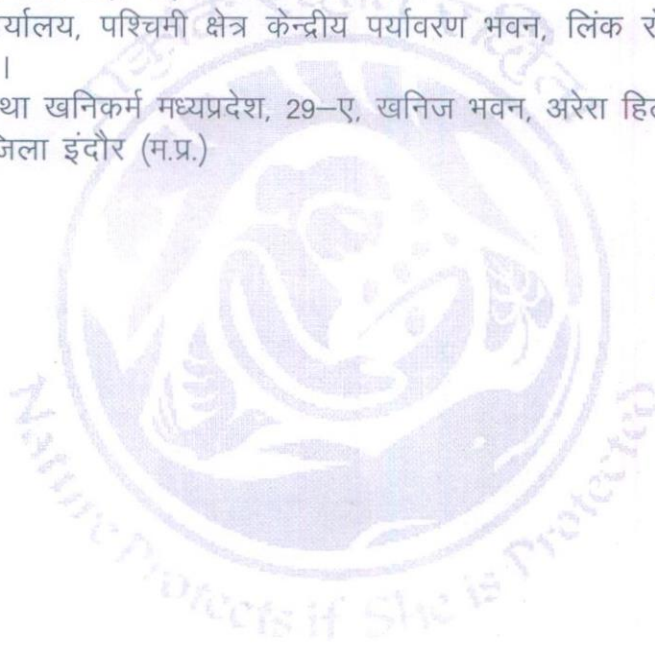 र्यालय, पश्चिमी क्षेत्र केन्द्रीय पर्यावरण भवन, लिंक रो
।
था खनिकर्म मध्यप्रदेश, 29–ए, खनिज भवन, अरेरा हिल
जिला इंदौर (म.प्र.)
Nature Protects if She is Protected